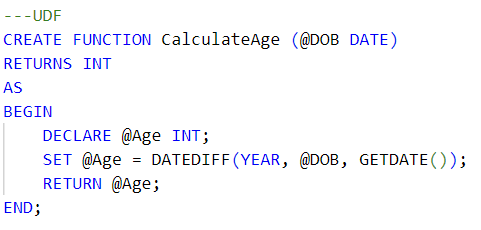 ---UDF
CREATE FUNCTION CalculateAge (@DOB DATE)
RETURNS INT
AS
BEGIN
    DECLARE @Age INT;
    SET @Age = DATEDIFF(YEAR, @DOB, GETDATE());
    RETURN @Age;
END;